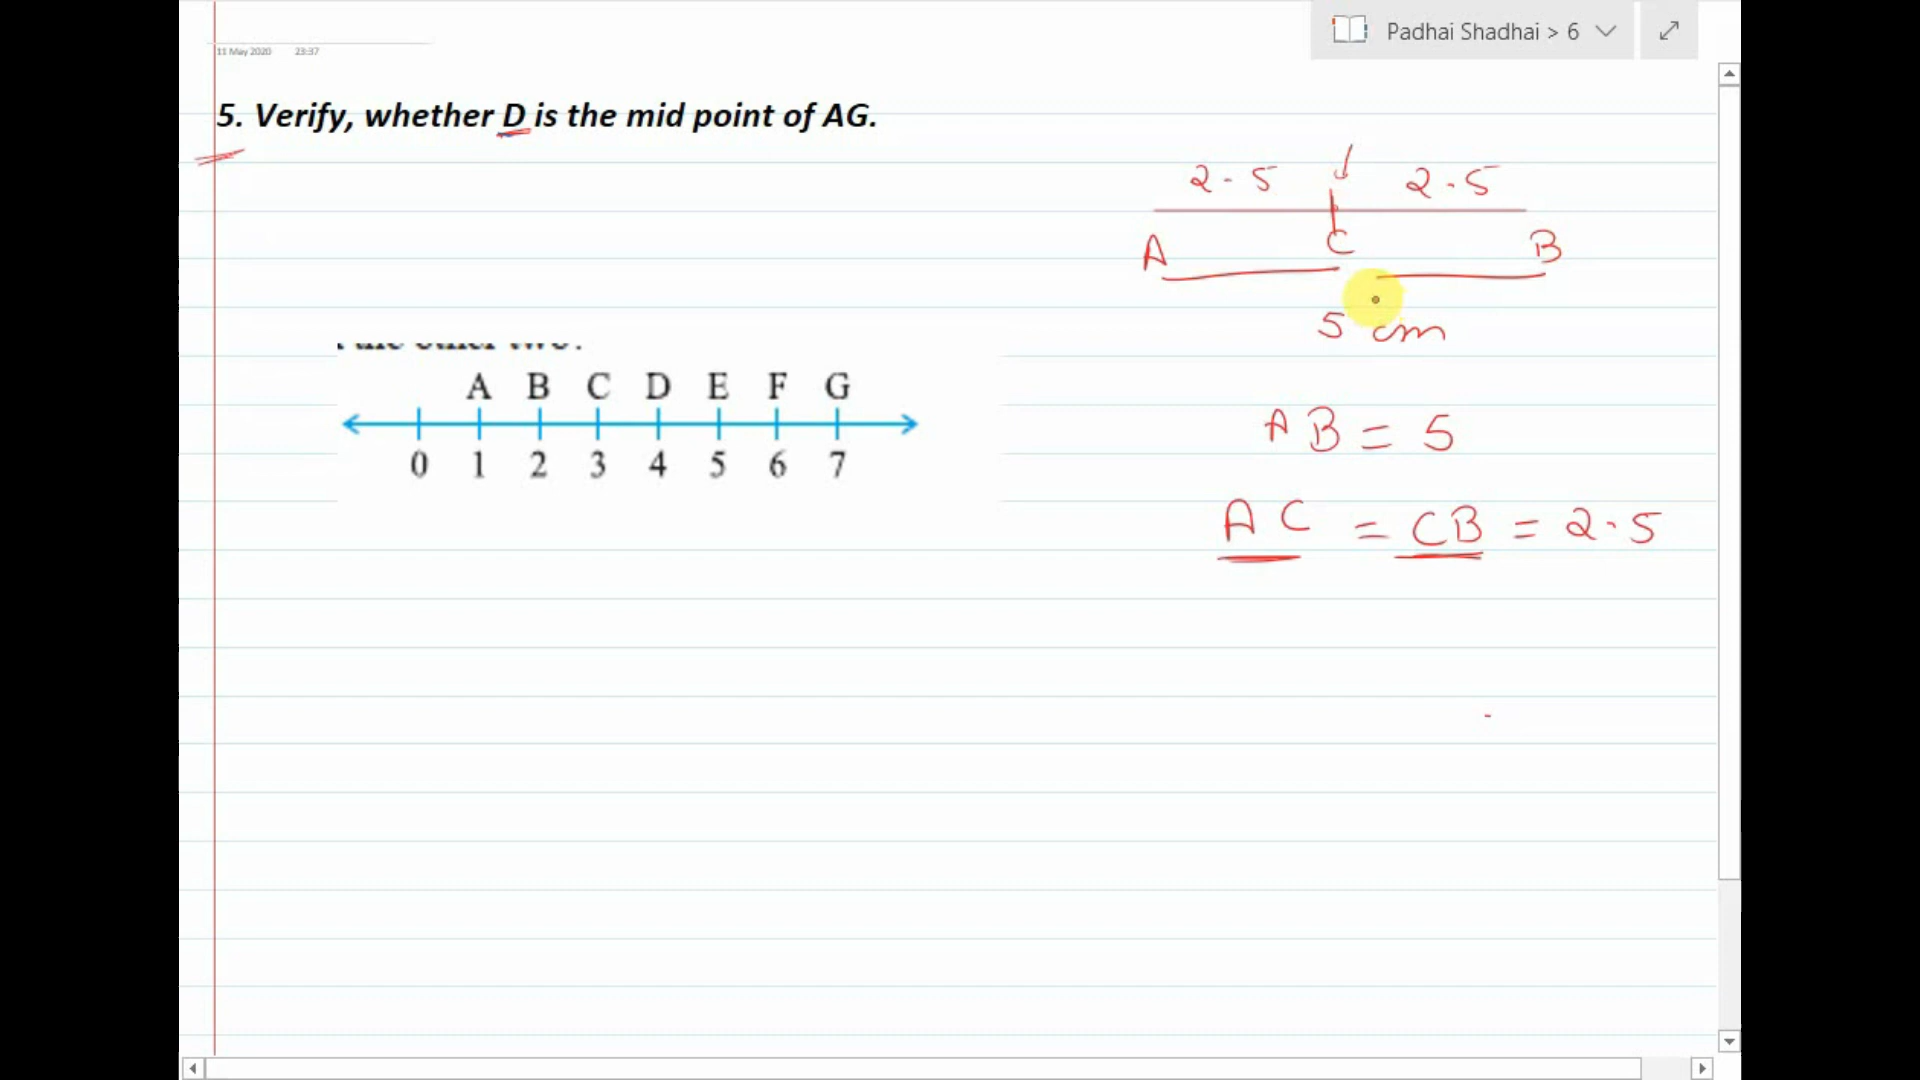 Padhai Shadhai > 6
11 May 2020 23:37
5. Verify, whether D is the mid point of AG.
2.5 2.5
A C B
5 cm
A B C D E F G
0 1 2 3 4 5 6 7
AB = 5
AC = CB = 2.5